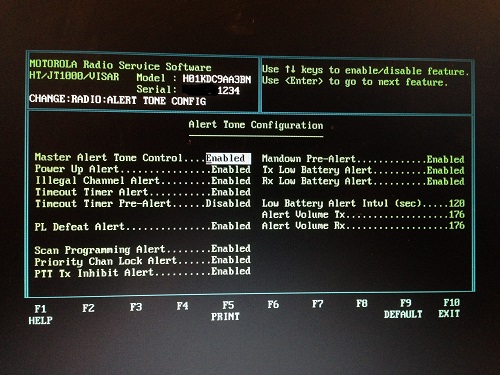 MOTOROLA Radio Service Software
HT/JT1000/VISAR Model : H01KDC9AA3BN
Serial: 1234
CHANGE:RADIO:ALERT TONE CONFIG
Use ↑↓ keys to enable/disable feature.
Use <Enter> to go to next feature.
Alert Tone Configuration
Master Alert Tone Control....Enabled
Power Up Alert...............Enabled
Illegal Channel Alert........Enabled
Timeout Timer Alert..........Enabled
Timeout Timer Pre-Alert......Disabled
PL Defeat Alert..............Enabled
Scan Programming Alert.......Enabled
Priority Chan Lock Alert.....Enabled
PTT Tx Inhibit Alert.........Enabled
Mandown Pre-Alert............Enabled
Tx Low Battery Alert.........Enabled
Rx Low Battery Alert.........Enabled
Low Battery Alert Intvl (sec)....120
Alert Volume Tx..................176
Alert Volume Rx..................176
F1 F2 F3 F4 F5 F6 F7 F8 F9 F10
HELP PRINT DEFAULT EXIT